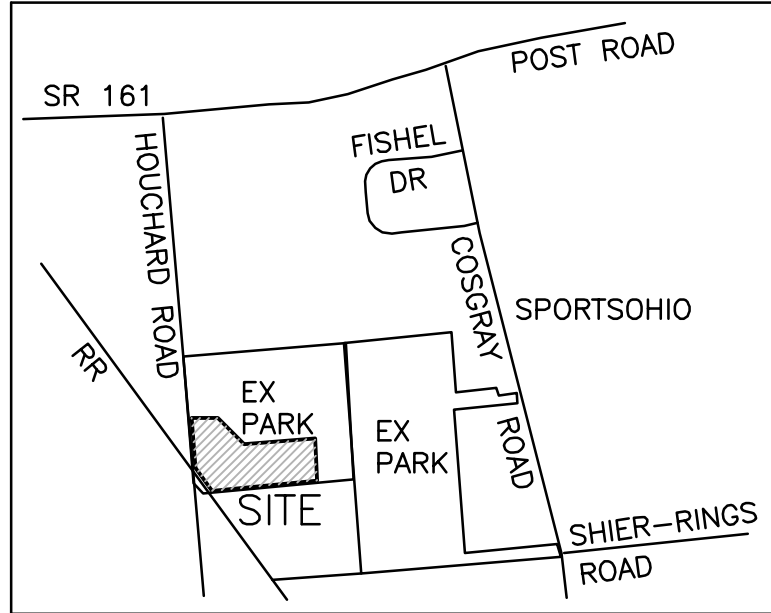 POST ROAD
SR 161
FISHEL
DR
HOUCHARD ROAD
COSGRAY
ROAD
SPORTSOHIO
RR
EX
PARK
EX
PARK
SITE
SHIER-RINGS
ROAD